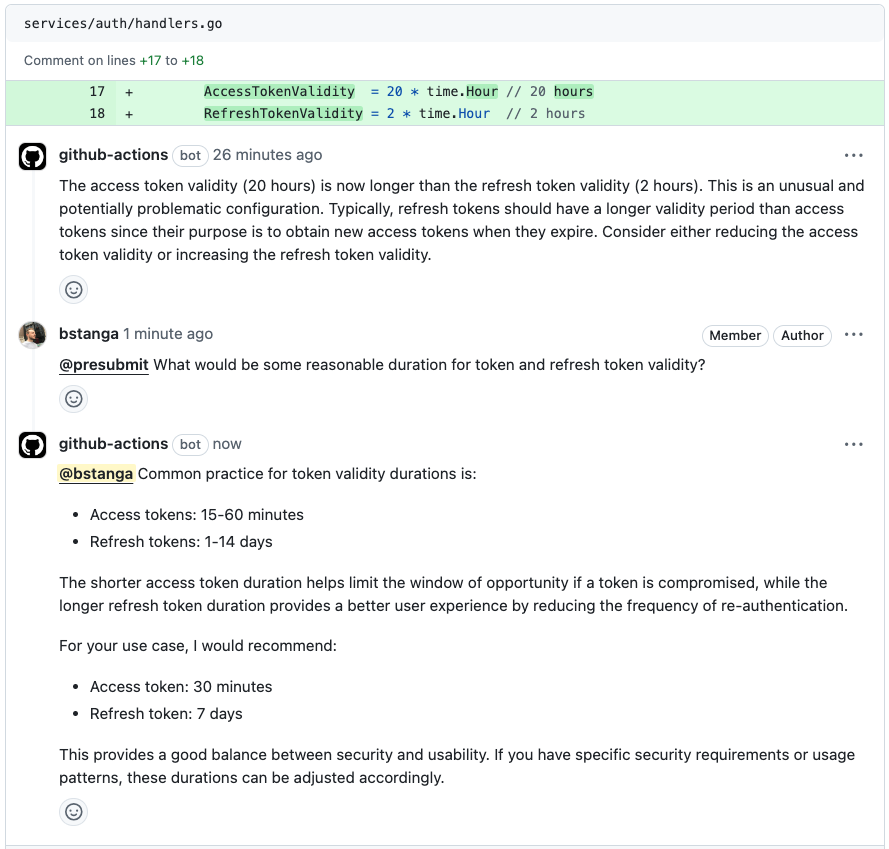 services/auth/handlers.go
Comment on lines +17 to +18
17 + AccessTokenValidity = 20 * time.Hour // 20 hours
18 + RefreshTokenValidity = 2 * time.Hour // 2 hours
github-actions bot 26 minutes ago
The access token validity (20 hours) is now longer than the refresh token validity (2 hours). This is an unusual and
potentially problematic configuration. Typically, refresh tokens should have a longer validity period than access
tokens since their purpose is to obtain new access tokens when they expire. Consider either reducing the access
token validity or increasing the refresh token validity.
bstanga 1 minute ago Member Author
@presubmit What would be some reasonable duration for token and refresh token validity?
github-actions bot now
@bstanga Common practice for token validity durations is:
• Access tokens: 15-60 minutes
• Refresh tokens: 1-14 days
The shorter access token duration helps limit the window of opportunity if a token is compromised, while the
longer refresh token duration provides a better user experience by reducing the frequency of re-authentication.
For your use case, I would recommend:
• Access token: 30 minutes
• Refresh token: 7 days
This provides a good balance between security and usability. If you have specific security requirements or usage
patterns, these durations can be adjusted accordingly.